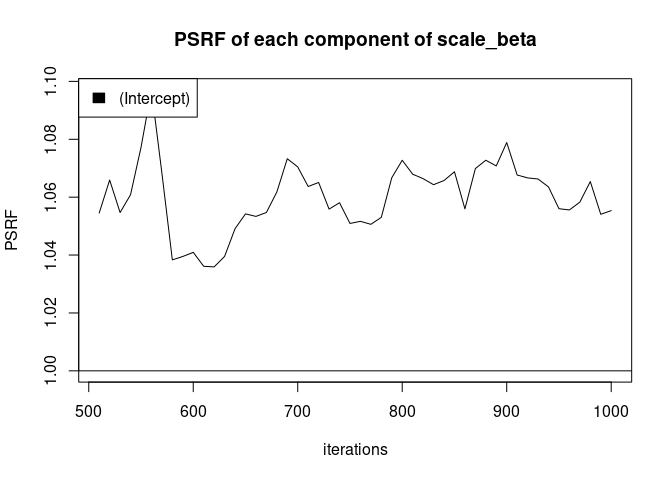 PSRF of each component of scale_beta
(Intercept)
PSRF
1.10
1.08
1.06
1.04
1.02
1.00
500 600 700 800 900 1000
iterations